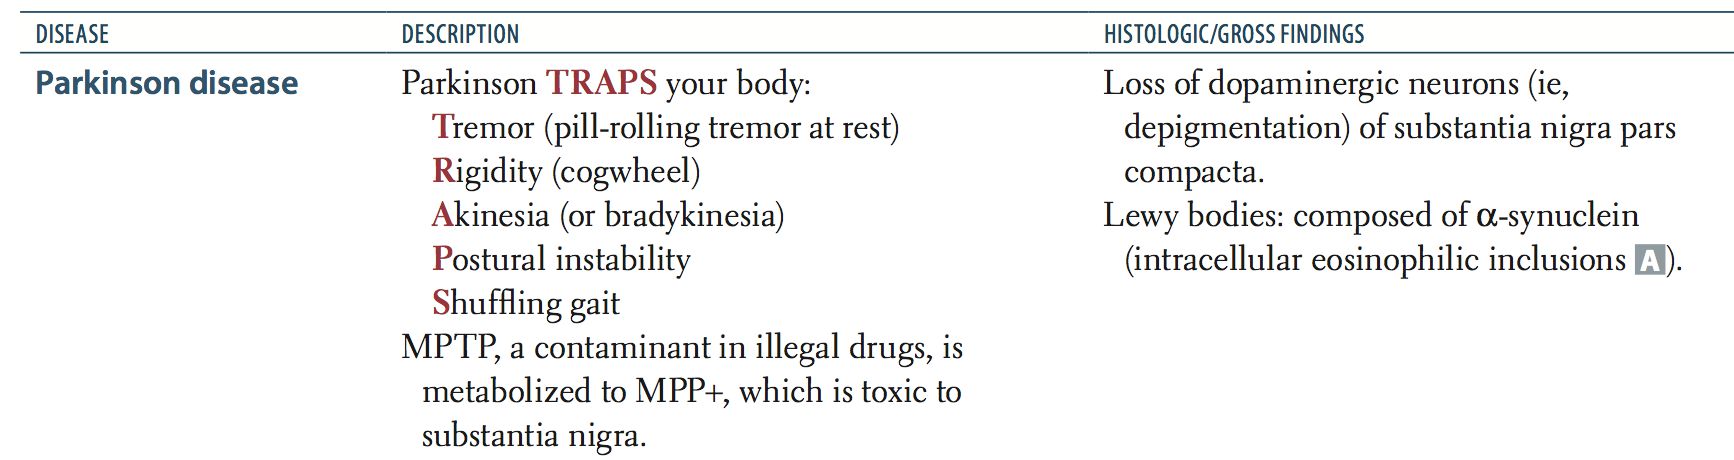 DISEASE DESCRIPTION HISTOLOGIC/GROSS FINDINGS
Parkinson disease
Parkinson TRAPS your body:
Tremor (pill-rolling tremor at rest)
Rigidity (cogwheel)
Akinesia (or bradykinesia)
Postural instability
Shuffling gait
MPTP, a contaminant in illegal drugs, is
metabolized to MPP+, which is toxic to
substantia nigra.
Loss of dopaminergic neurons (ie,
depigmentation) of substantia nigra pars
compacta.
Lewy bodies: composed of α-synuclein
(intracellular eosinophilic inclusions A).